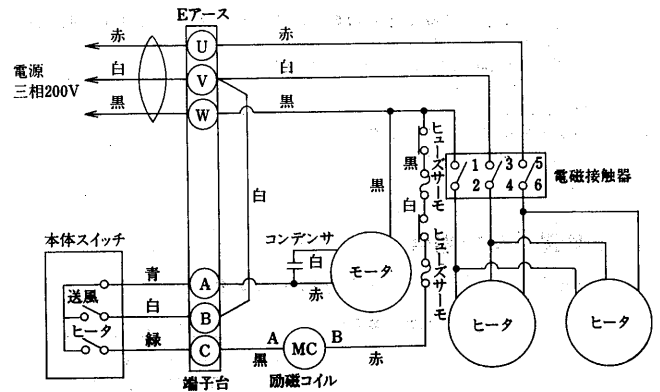 Eアース
赤
U
赤
電源
三相200V
白
V
白
黒
W
黒
ヒューズ
サーモ
黒
1
3
5
2
4
6
電磁接触器
黒
白
白
ヒューズ
サーモ
本体スイッチ
コンデンサ
白
モータ
赤
青
A
送風
白
B
ヒータ
緑
C
A
黒
MC
B
赤
ヒータ
ヒータ
端子台
励磁コイル